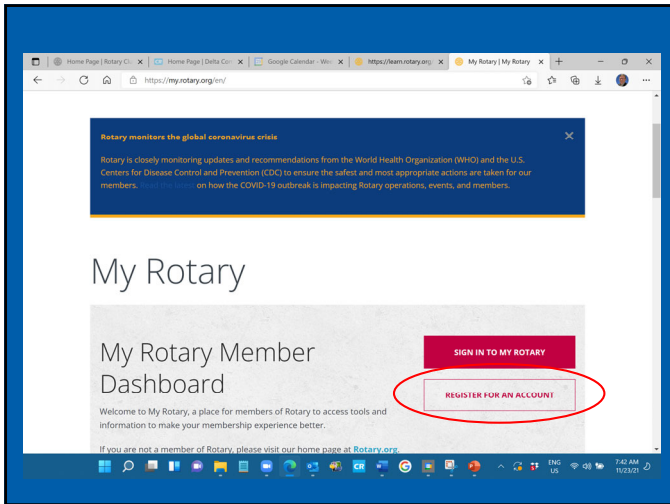 Home Page | Rotary Clu
Home Page | Delta Con
Google Calendar - Wee
https://learn.rotary.org
My Rotary | My Rotary
https://my.rotary.org/en/
Rotary monitors the global coronavirus crisis
Rotary is closely monitoring updates and recommendations from the World Health Organization (WHO) and the U.S.
Centers for Disease Control and Prevention (CDC) to ensure the safest and most appropriate actions are taken for our
members. Read the latest on how the COVID-19 outbreak is impacting Rotary operations, events, and members.
My Rotary
My Rotary Member
Dashboard
SIGN IN TO MY ROTARY
REGISTER FOR AN ACCOUNT
Welcome to My Rotary, a place for members of Rotary to access tools and
information to make your membership experience better.
If you are not a member of Rotary, please visit our home page at Rotary.org.
CR
ENG
US
7:42 AM
11/23/21